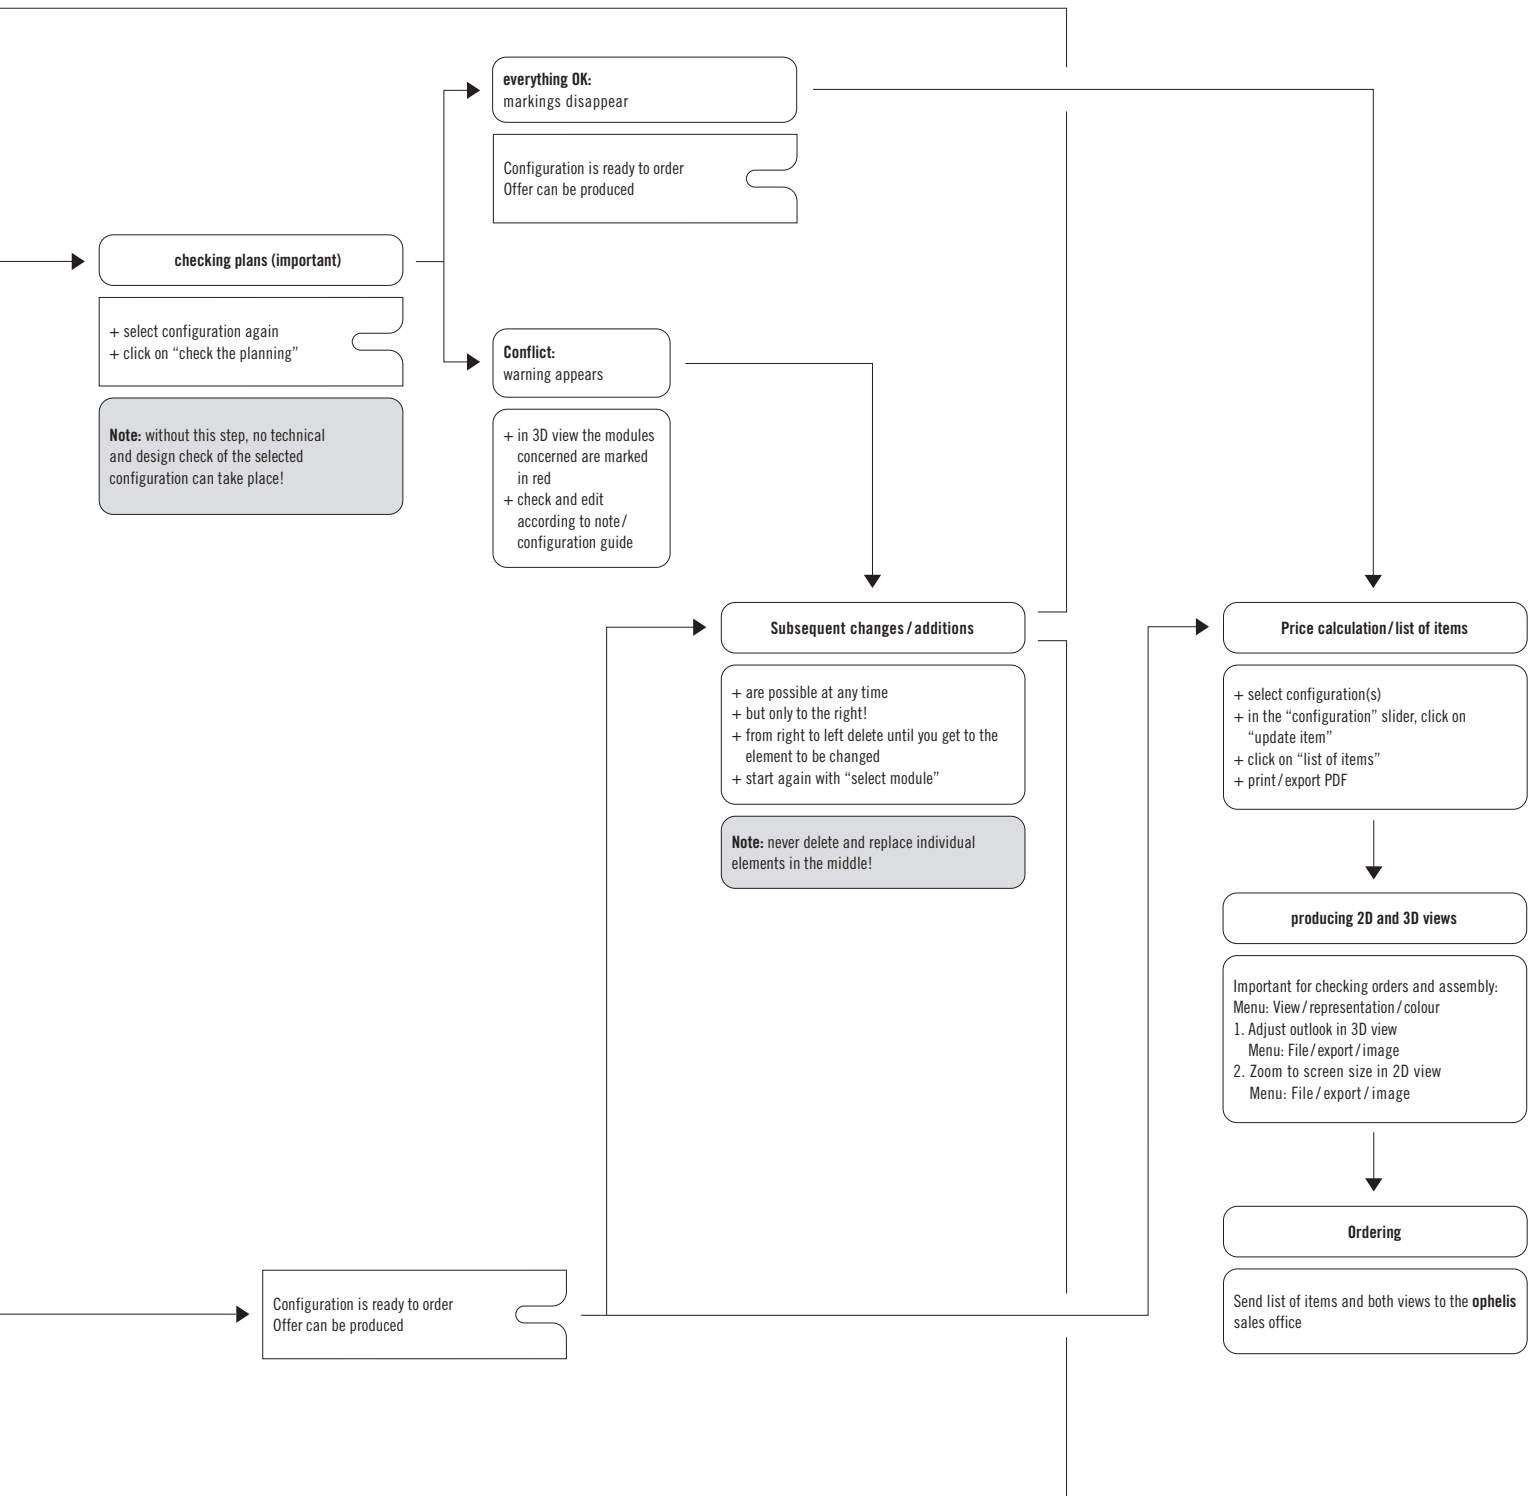 everything OK:
markings disappear
Configuration is ready to order
Offer can be produced
checking plans (important)
+ select configuration again
+ click on “check the planning”
Note: without this step, no technical
and design check of the selected
configuration can take place!
Conflict:
warning appears
+ in 3D view the modules
concerned are marked
in red
+ check and edit
according to note/
configuration guide
Subsequent changes/additions
+ are possible at any time
+ but only to the right!
+ from right to left delete until you get to the
element to be changed
+ start again with “select module”
Note: never delete and replace individual
elements in the middle!
Price calculation/list of items
+ select configuration(s)
+ in the “configuration” slider, click on
“update item”
+ click on “list of items”
+ print/export PDF
producing 2D and 3D views
Important for checking orders and assembly:
Menu: View/representation/colour
1. Adjust outlook in 3D view
Menu: File/export/image
2. Zoom to screen size in 2D view
Menu: File/export/image
Ordering
Send list of items and both views to the ophelis
sales office
Configuration is ready to order
Offer can be produced